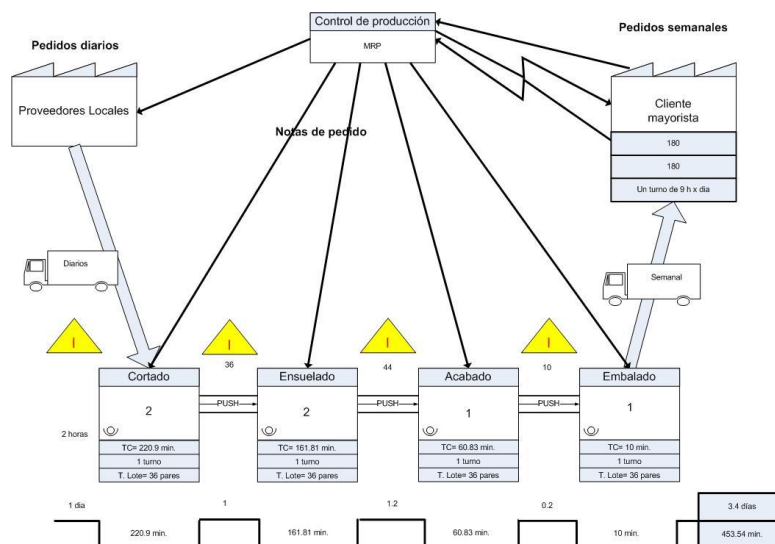 Control de producción
MRP
Pedidos diarios
Pedidos semanales
Proveedores Locales
Cliente
mayorista
180
180
Un turno de 9 h x dia
Notas de pedido
Diarios
Semanal
I
I
I
I
36
44
10
Cortado
Ensuelado
Acabado
Embalado
2
PUSH
2
PUSH
1
PUSH
1
2 horas
TC= 220.9 min.
1 turno
T. Lote= 36 pares
TC= 161.81 min.
1 turno
T. Lote= 36 pares
TC= 60.83 min.
1 turno
T. Lote= 36 pares
TC= 10 min.
1 turno
T. Lote= 36 pares
1 dia
1
1.2
0.2
3.4 días
220.9 min.
161.81 min.
60.83 min.
10 min.
453.54 min.